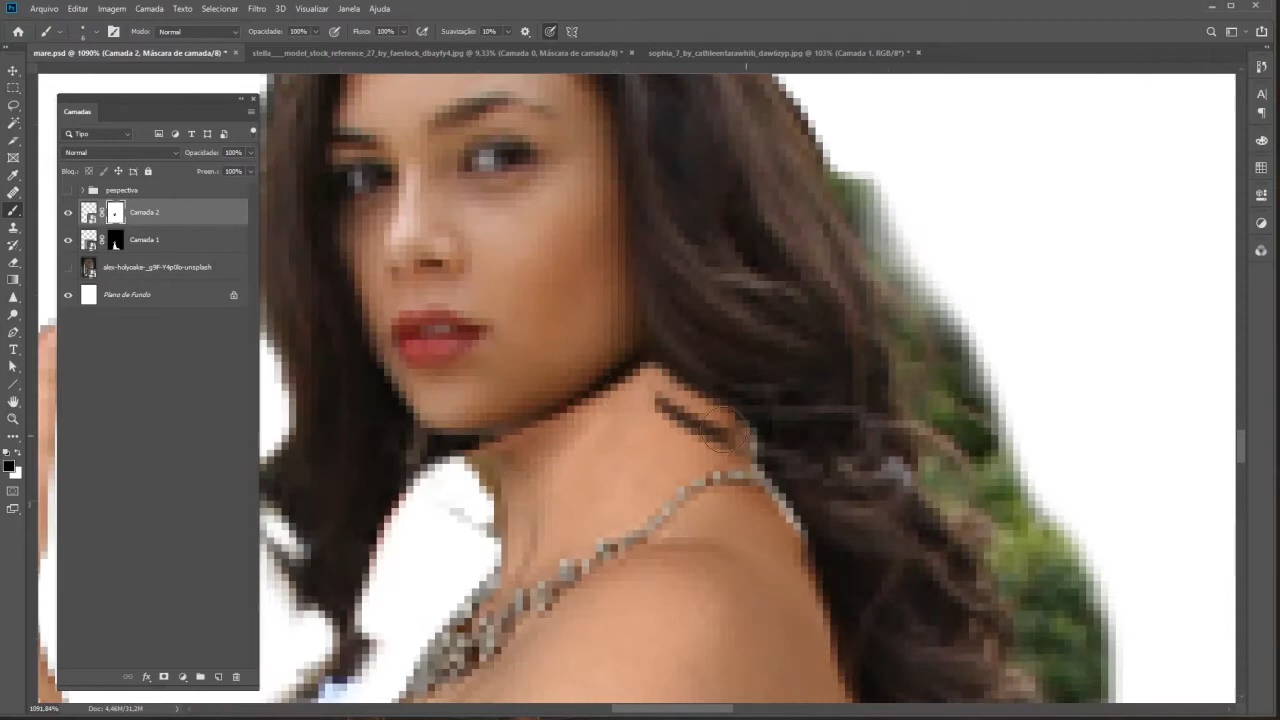 Arquivo Editar Imagem Camada Texto Selecionar Filtro 3D Visualizar Janela Ajuda
Modo: Normal Opacidade: 100% Fluxo: 100% Suavização: 10%
mare.psd @ 1090% (Camada 2, Máscara de camada/8) * × stella___model_stock_reference_27_by_faestock_dbayfy4.jpg @ 9,33% (Camada 0, Máscara de camada/8) * × sophia_7_by_cathleentarawhiti_daw6zyp.jpg @ 103% (Camada 1, RGB/8*) * ×
Camadas
Tipo
Normal Opacidade: 100%
Bloq.: Preen.: 100%
pespectiva
Camada 2
Camada 1
alex-holyoake-_g9F-Y4p0lo-unsplash
Plano de Fundo
1091,84% Doc: 4,46M/31,2M